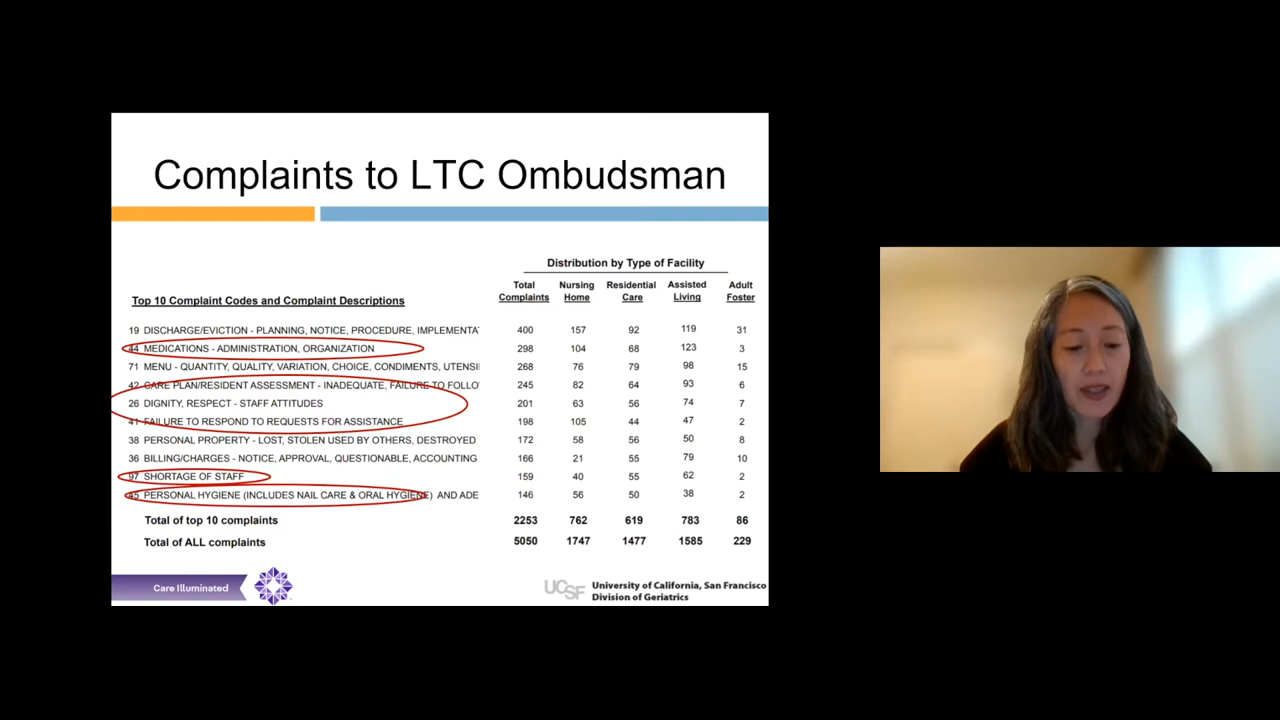 Complaints to LTC Ombudsman
Distribution by Type of Facility
Top 10 Complaint Codes and Complaint Descriptions
Total Complaints Nursing Home Residential Care Assisted Living Adult Foster
19 DISCHARGE/EVICTION - PLANNING, NOTICE, PROCEDURE, IMPLEMENTA 400 157 92 119 31
44 MEDICATIONS - ADMINISTRATION, ORGANIZATION 298 104 68 123 3
71 MENU - QUANTITY, QUALITY, VARIATION, CHOICE, CONDIMENTS, UTENSI 268 76 79 98 15
42 CARE PLAN/RESIDENT ASSESSMENT - INADEQUATE, FAILURE TO FOLLO 245 82 64 93 6
26 DIGNITY, RESPECT - STAFF ATTITUDES 201 63 56 74 7
41 FAILURE TO RESPOND TO REQUESTS FOR ASSISTANCE 198 105 44 47 2
38 PERSONAL PROPERTY - LOST, STOLEN USED BY OTHERS, DESTROYED 172 58 56 50 8
36 BILLING/CHARGES - NOTICE, APPROVAL, QUESTIONABLE, ACCOUNTING 166 21 55 79 10
97 SHORTAGE OF STAFF 159 40 55 62 2
45 PERSONAL HYGIENE (INCLUDES NAIL CARE & ORAL HYGIENE) AND ADE 146 56 50 38 2
Total of top 10 complaints 2253 762 619 783 86
Total of ALL complaints 5050 1747 1477 1585 229
Care Illuminated
UCSF
University of California, San Francisco
Division of Geriatrics